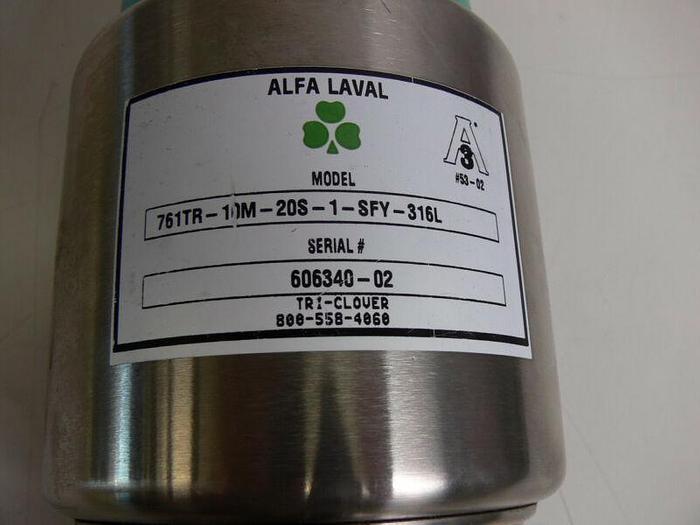 ALFA LAVAL
A
3
#53-02
MODEL
761TR-10M-20S-1-SFY-316L
SERIAL #
606340-02
TRI-CLOVER
800-558-4060